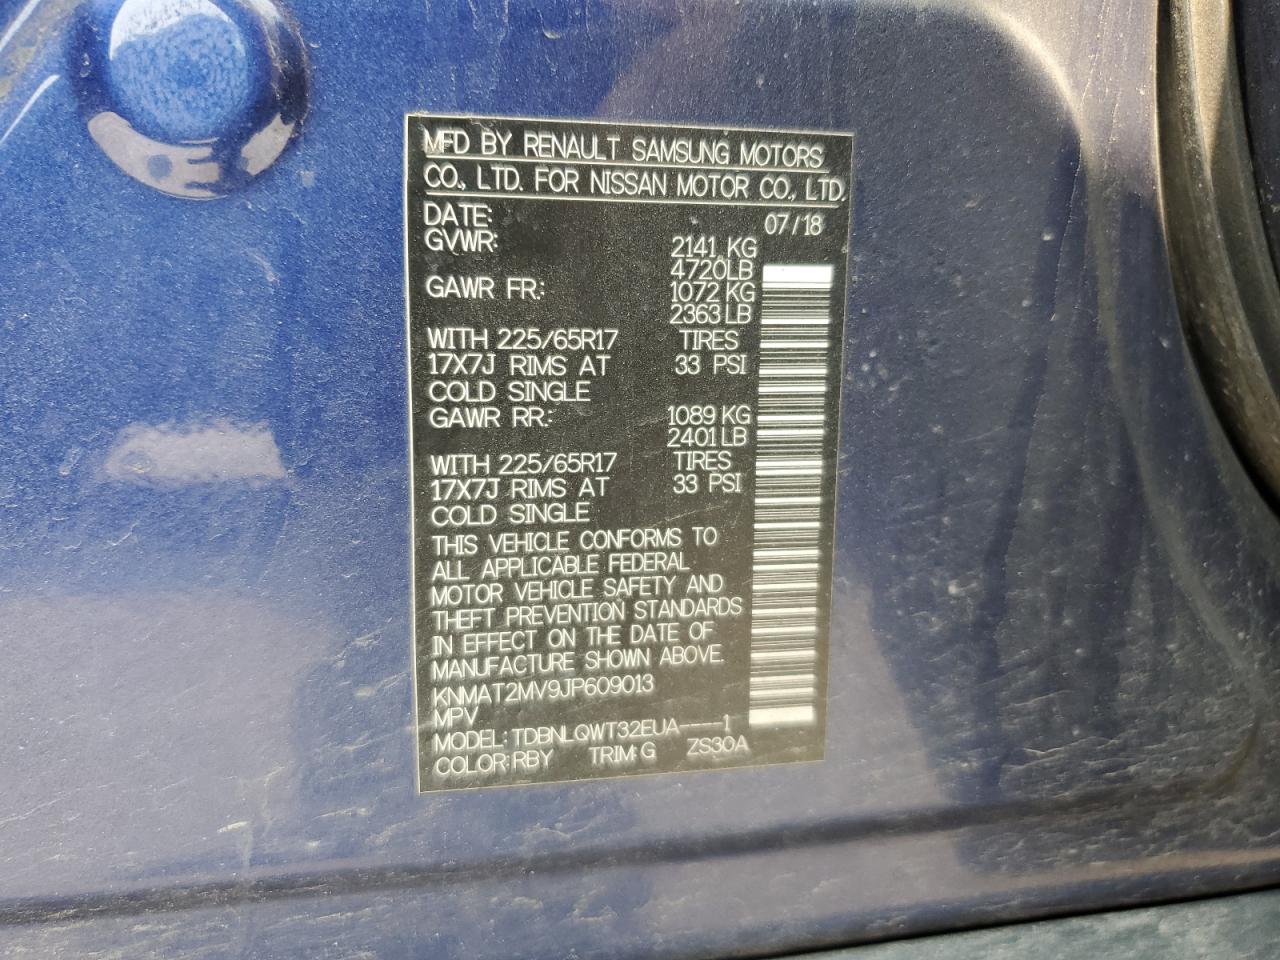 MFD BY RENAULT SAMSUNG MOTORS
CO., LTD. FOR NISSAN MOTOR CO., LTD.
DATE: 07/18
GVWR: 2141 KG
4720LB
GAWR FR: 1072 KG
2363 LB
WITH 225/65R17 TIRES
17X7J RIMS AT 33 PSI
COLD SINGLE
GAWR RR: 1089 KG
2401 LB
WITH 225/65R17 TIRES
17X7J RIMS AT 33 PSI
COLD SINGLE
THIS VEHICLE CONFORMS TO
ALL APPLICABLE FEDERAL
MOTOR VEHICLE SAFETY AND
THEFT PREVENTION STANDARDS
IN EFFECT ON THE DATE OF
MANUFACTURE SHOWN ABOVE.
KNMAT2MV9JP609013
MPV
MODEL: TDBNLQWT32EUA----1
COLOR: RBY TRIM: G ZS30A